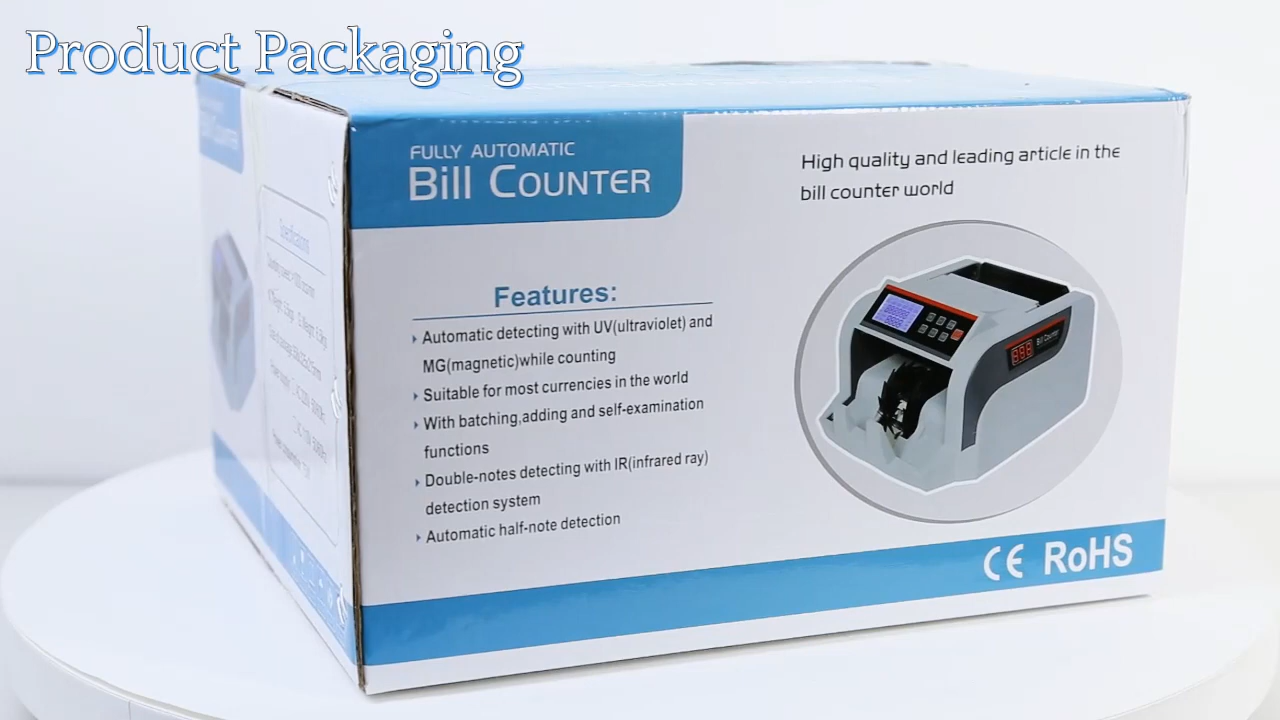 Product Packaging
FULLY AUTOMATIC
Bill COUNTER
High quality and leading article in the
bill counter world
Features:
Automatic detecting with UV(ultraviolet) and
MG(magnetic)while counting
Suitable for most currencies in the world
With batching,adding and self-examination
functions
Double-notes detecting with IR(infrared ray)
detection system
Automatic half-note detection
Bill Counter
CE RoHS
Bill Counter
Specifications